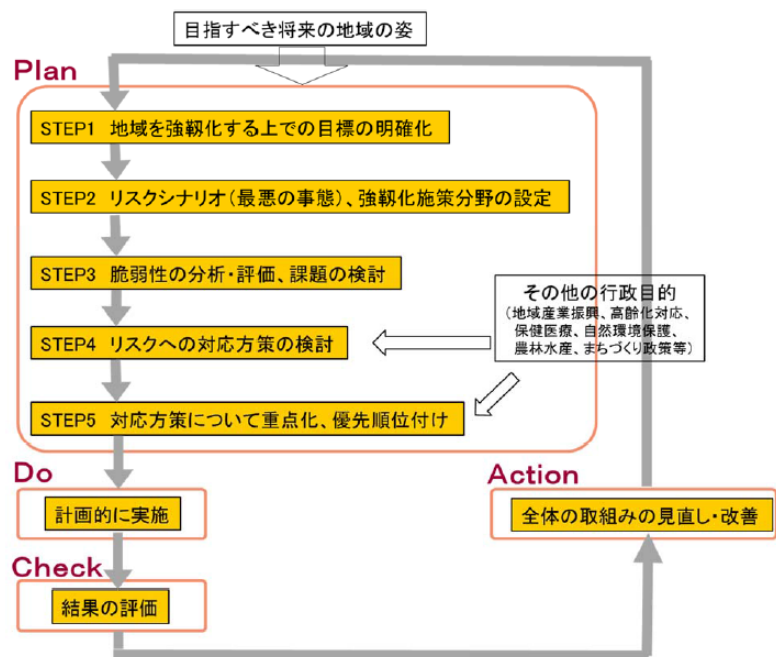 目指すべき将来の地域の姿
Plan
STEP1 地域を強靱化する上での目標の明確化
STEP2 リスクシナリオ(最悪の事態)、強靱化施策分野の設定
STEP3 脆弱性の分析・評価、課題の検討
その他の行政目的
(地域産業振興、高齢化対応、
保健医療、自然環境保護、
農林水産、まちづくり政策等)
STEP4 リスクへの対応方策の検討
STEP5 対応方策について重点化、優先順位付け
Do
計画的に実施
Check
結果の評価
Action
全体の取組みの見直し・改善